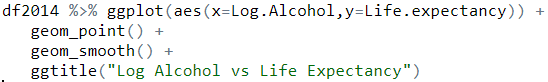 df2014 %>% ggplot(aes(x=Log.Alcohol,y=Life.expectancy)) +
geom_point() +
geom_smooth() +
ggtitle("Log Alcohol vs Life Expectancy")